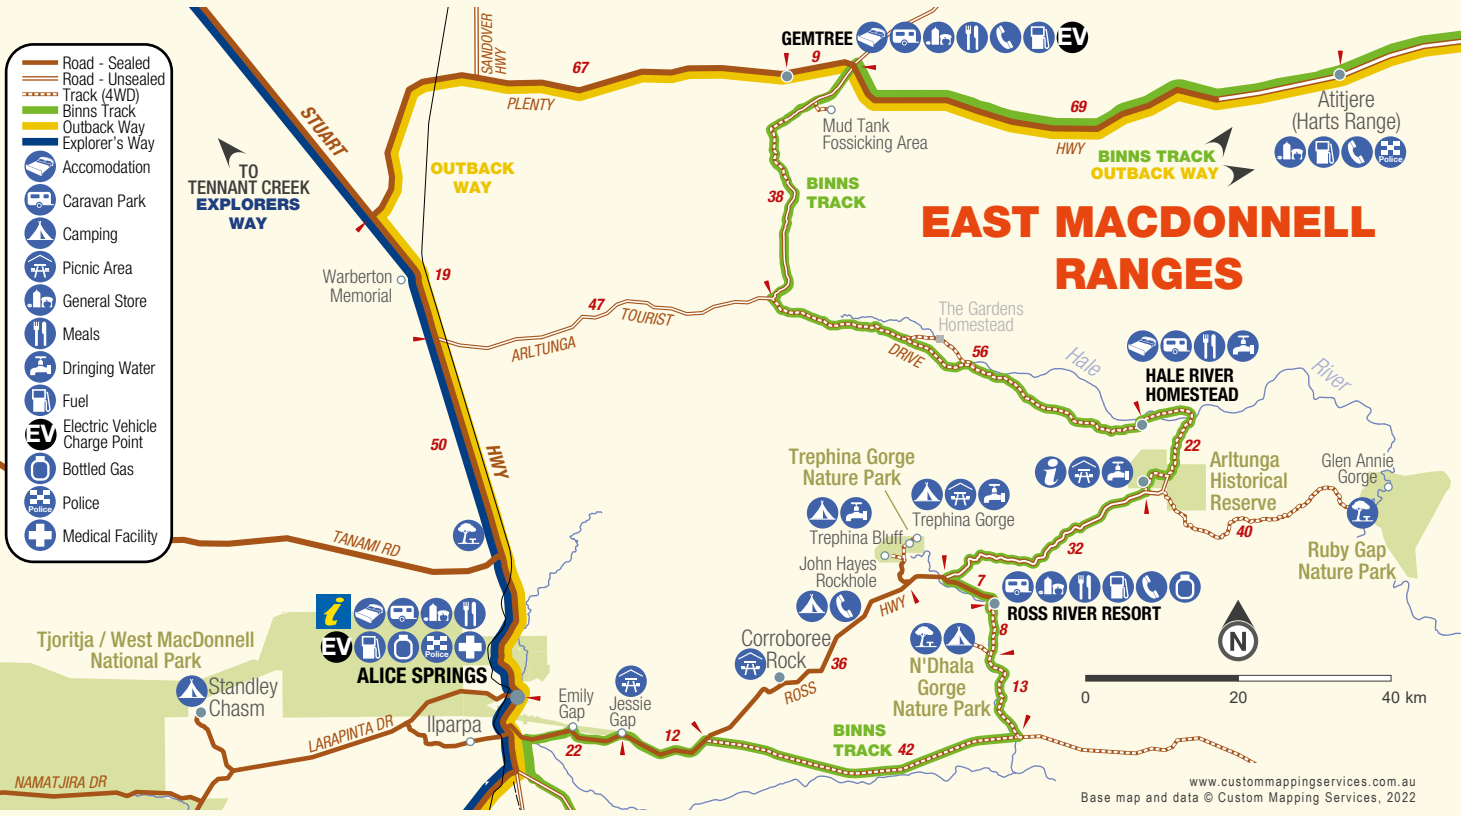 Road - Sealed
Road - Unsealed
Track (4WD)
Binns Track
Outback Way
Explorer's Way
Accomodation
Caravan Park
Camping
Picnic Area
General Store
Meals
Dringing Water
Fuel
EV
Electric Vehicle
Charge Point
Bottled Gas
Police
Police
Medical Facility
SANDOVER
HWY
67
PLENTY
GEMTREE
EV
9
69
HWY
Atitjere
(Harts Range)
Police
Mud Tank
Fossicking Area
BINNS TRACK
OUTBACK WAY
STUART
TO
TENNANT CREEK
EXPLORERS
WAY
OUTBACK
WAY
38
BINNS
TRACK
EAST MACDONNELL
RANGES
Warberton
Memorial
19
47
TOURIST
ARLTUNGA
DRIVE
The Gardens
Homestead
56
Hale
River
HALE RIVER
HOMESTEAD
50
HWY
22
Trephina Gorge
Nature Park
Trephina Gorge
Trephina Bluff
John Hayes
Rockhole
i
Arltunga
Historical
Reserve
Glen Annie
Gorge
40
Ruby Gap
Nature Park
32
7
ROSS RIVER RESORT
HWY
TANAMI RD
i
EV
Police
ALICE SPRINGS
Tjoritja / West MacDonnell
National Park
Standley
Chasm
Corroboree
Rock
36
ROSS
8
N'Dhala
Gorge
Nature Park
13
N
0
20
40 km
Emily
Gap
Jessie
Gap
Ilparpa
LARAPINTA DR
NAMATJIRA DR
22
12
BINNS
TRACK
42
www.custommappingservices.com.au
Base map and data © Custom Mapping Services, 2022